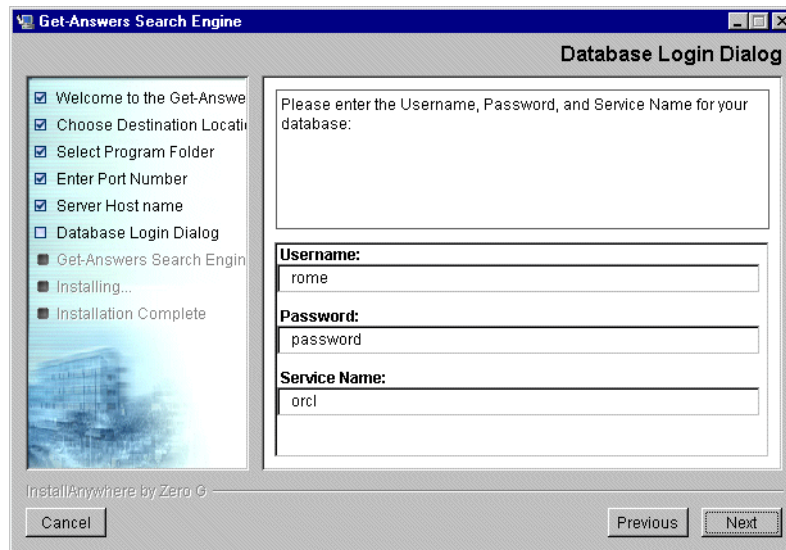 Get-Answers Search Engine
Database Login Dialog
Welcome to the Get-Answe
Choose Destination Locati
Select Program Folder
Enter Port Number
Server Host name
Database Login Dialog
Get-Answers Search Engin
Installing...
Installation Complete
Please enter the Username, Password, and Service Name for your
database:
Username:
rome
Password:
password
Service Name:
orcl
InstallAnywhere by Zero G
Cancel
Previous
Next